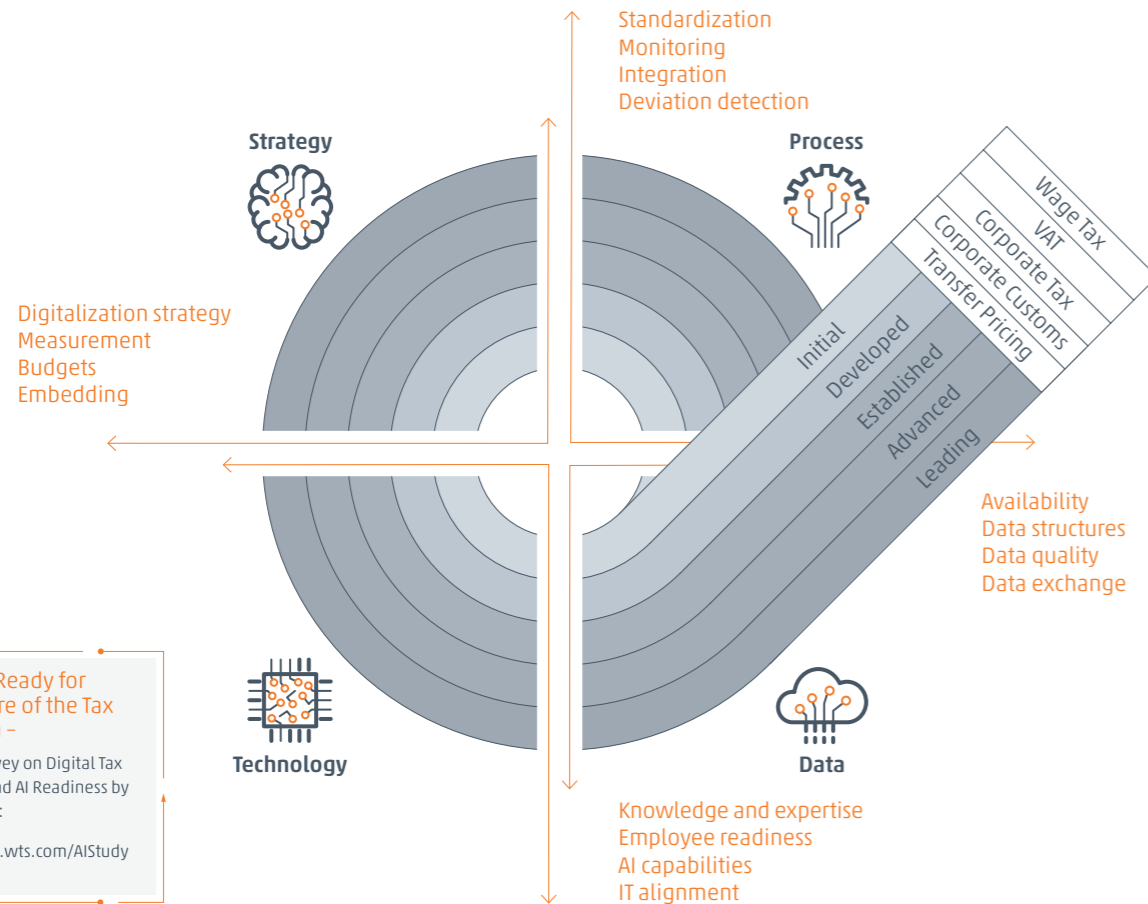 Standardization
Monitoring
Integration
Deviation detection
Strategy
Process
Digitalization strategy
Measurement
Budgets
Embedding
Wage Tax
VAT
Corporate Tax
Corporate Customs
Transfer Pricing
Initial
Developed
Established
Advanced
Leading
Availability
Data structures
Data quality
Data exchange
Technology
Data
Knowledge and expertise
Employee readiness
AI capabilities
IT alignment
Ready for
re of the Tax
–
vey on Digital Tax
d AI Readiness by
:
.wts.com/AIStudy